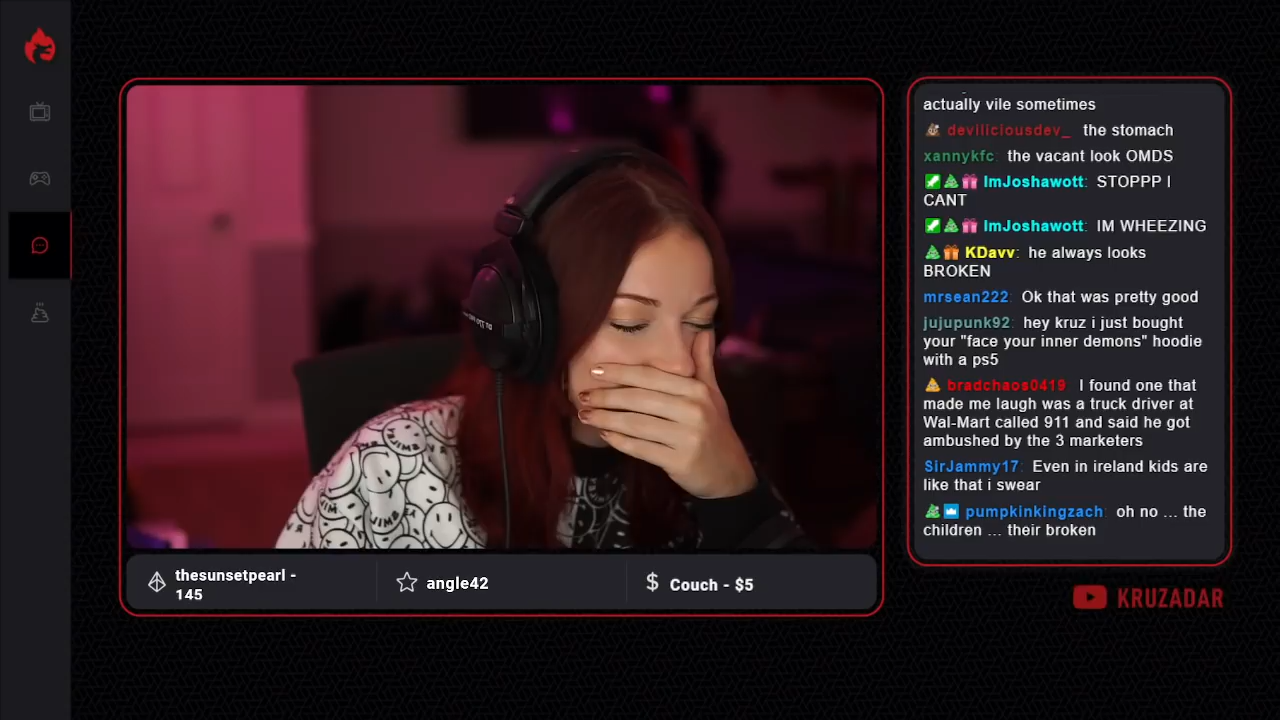 actually vile sometimes
deviliciousdev_ the stomach
xannykfc: the vacant look OMDS
ImJoshawott: STOPPP I
CANT
ImJoshawott: IM WHEEZING
KDavv: he always looks
BROKEN
mrsean222: Ok that was pretty good
jujupunk92: hey kruz i just bought
your "face your inner demons" hoodie
with a ps5
bradchaos0419: I found one that
made me laugh was a truck driver at
Wal-Mart called 911 and said he got
ambushed by the 3 marketers
SirJammy17: Even in ireland kids are
like that i swear
pumpkinkingzach: oh no ... the
children ... their broken
thesunsetpearl -
145
angle42
$ Couch - $5
KRUZADAR